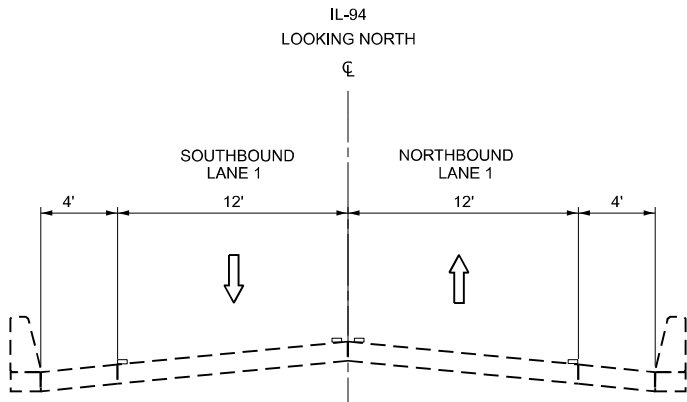 IL-94
LOOKING NORTH
℄
SOUTHBOUND
LANE 1
NORTHBOUND
LANE 1
4'
12'
12'
4'